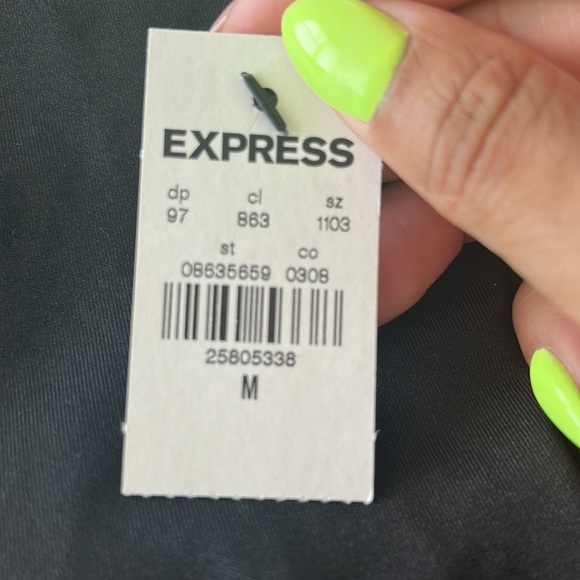 EXPRESS
dp cl sz
97 863 1103
st co
08635659 0308
25805338
M